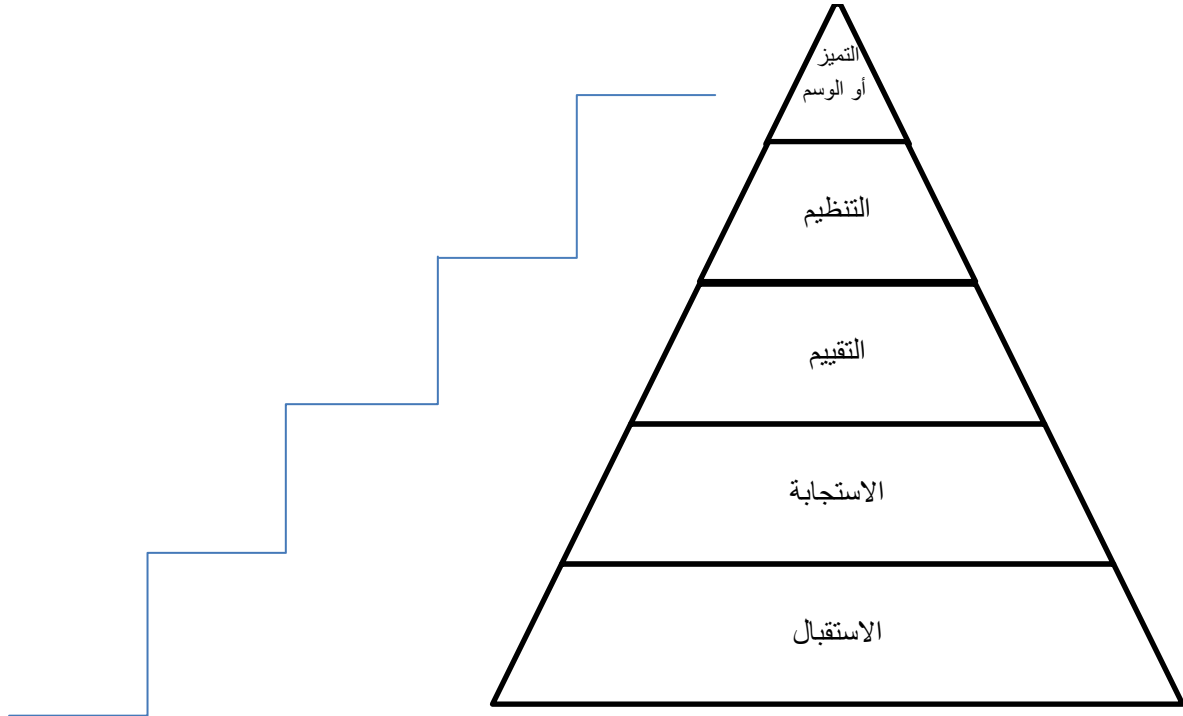 التميز
أو الوسم
التنظيم
التقييم
الاستجابة
الاستقبال